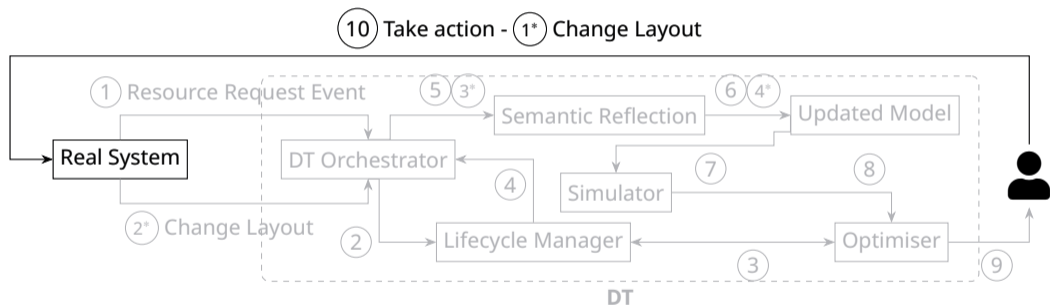 10 Take action - 1* Change Layout
1 Resource Request Event
5 3*
6 4*
Semantic Reflection
Updated Model
Real System
DT Orchestrator
4
7
8
Simulator
2* Change Layout
2
Lifecycle Manager
Optimiser
3
9
DT